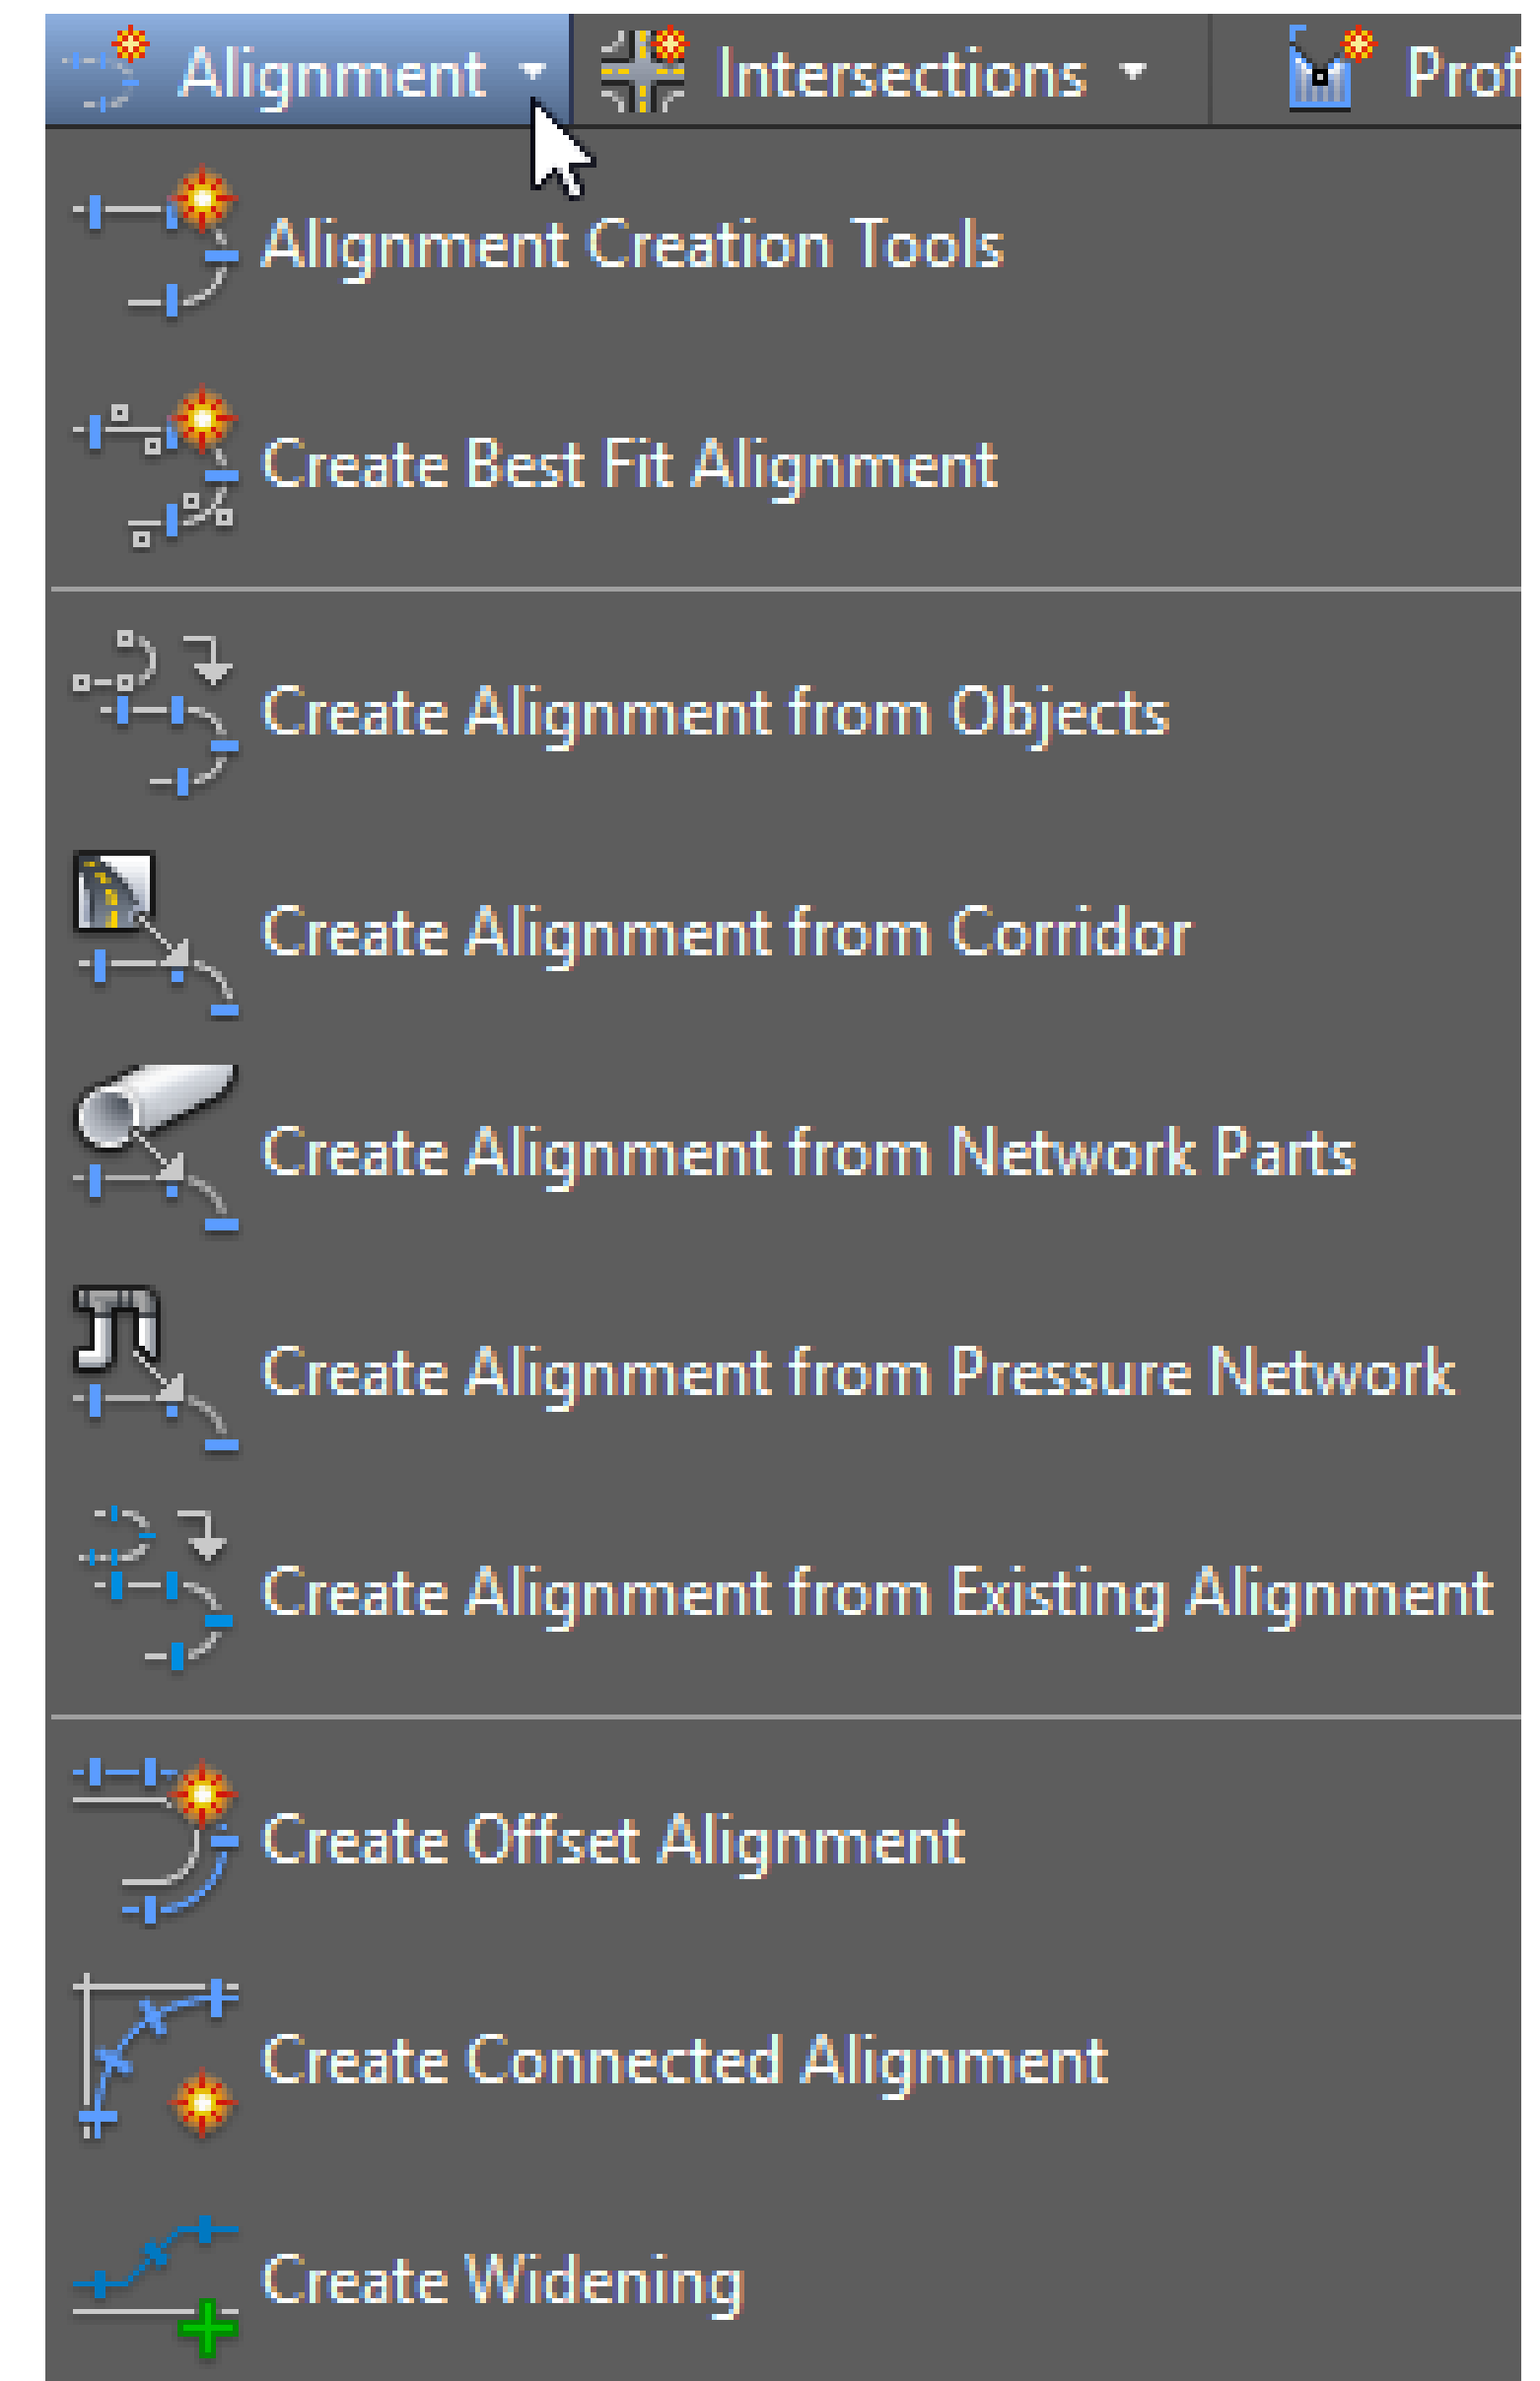 Alignment Intersections Prof
Alignment Creation Tools
Create Best Fit Alignment
Create Alignment from Objects
Create Alignment from Corridor
Create Alignment from Network Parts
Create Alignment from Pressure Network
Create Alignment from Existing Alignment
Create Offset Alignment
Create Connected Alignment
Create Widening